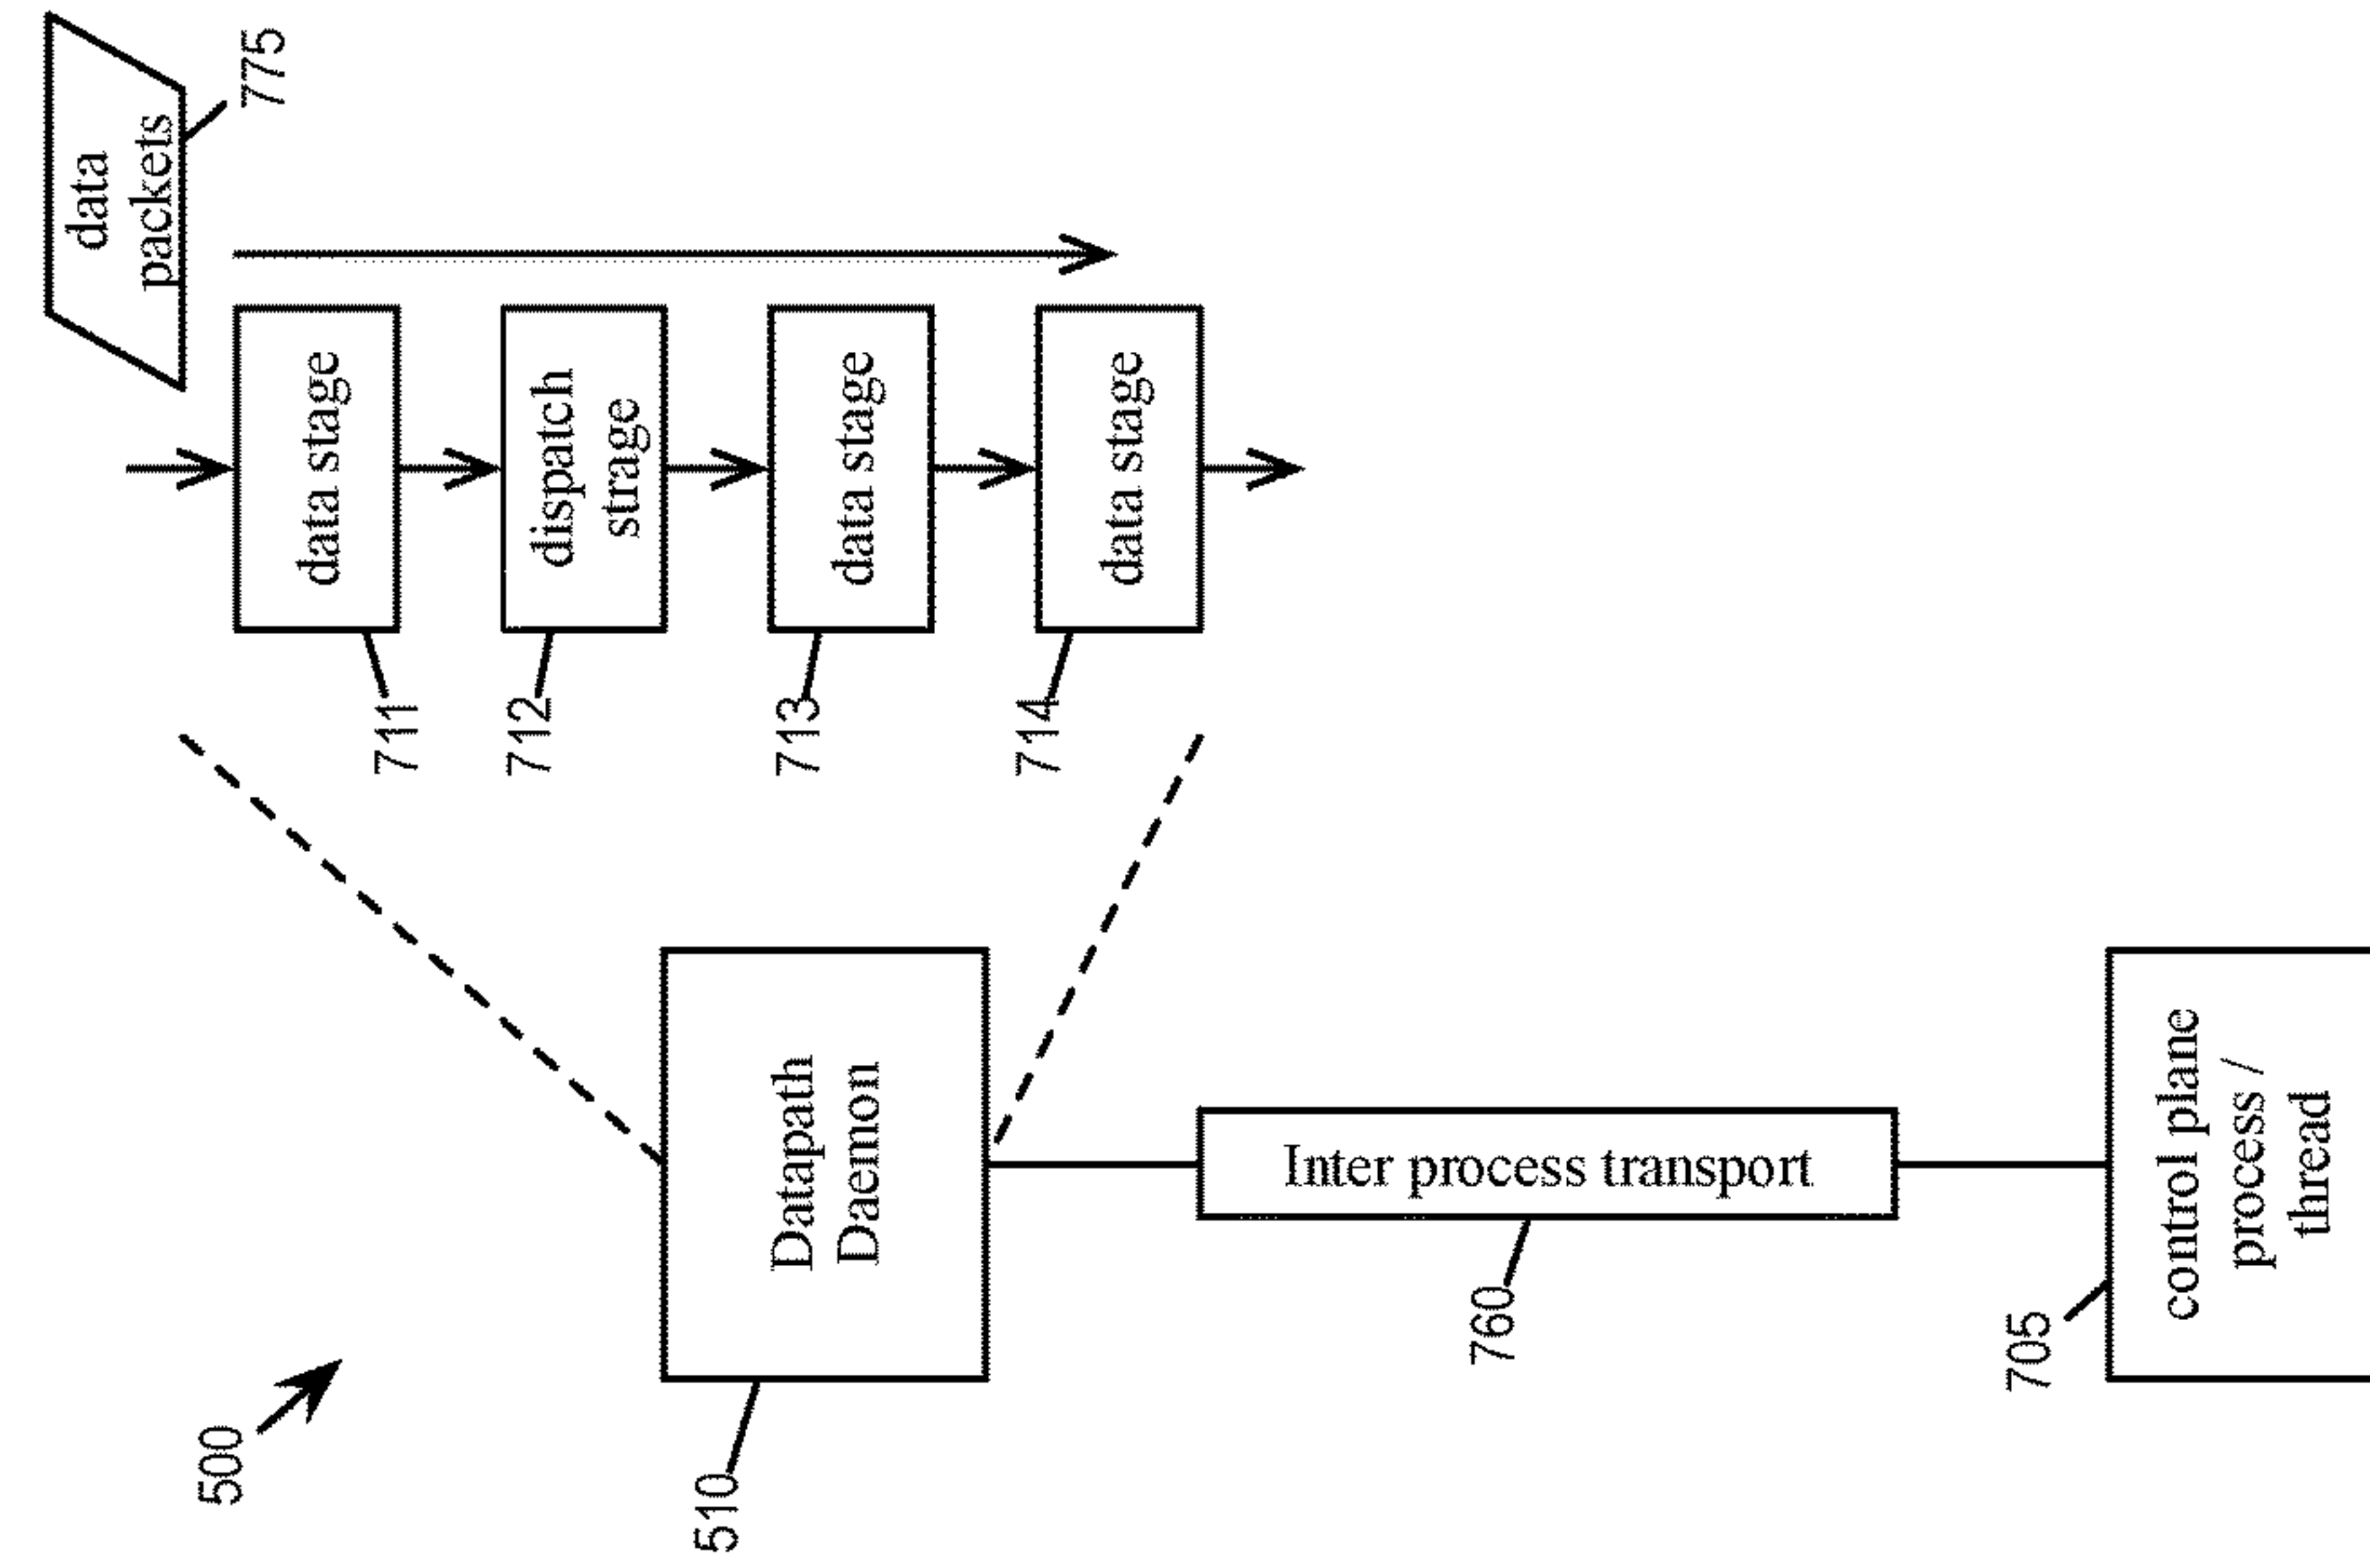 data
packets
775
data stage
711
dispatch
strage
712
data stage
713
data stage
714
500
Datapath
Daemon
510
Inter process transport
760
control plane
process /
thread
705